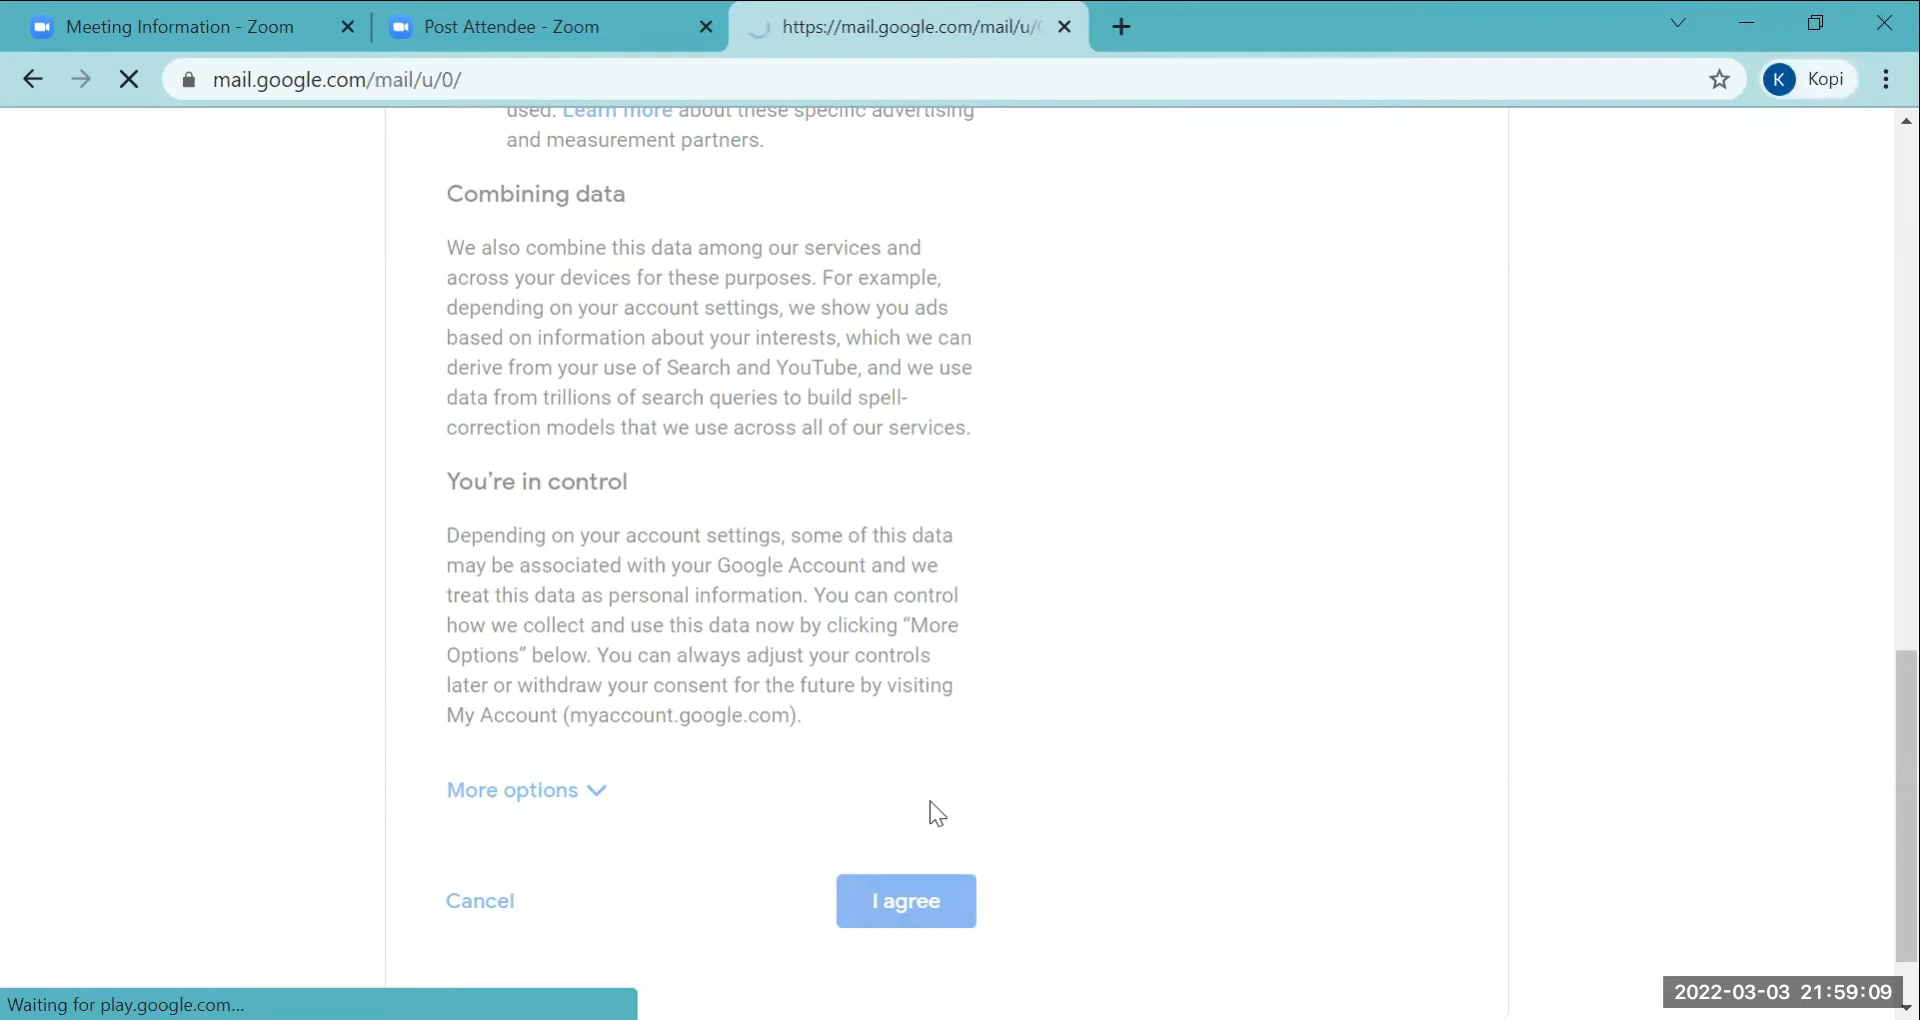 Meeting Information - Zoom
Post Attendee - Zoom
https://mail.google.com/mail/u/
mail.google.com/mail/u/0/
K Kopi
used. Learn more about these specific advertising
and measurement partners.
Combining data
We also combine this data among our services and
across your devices for these purposes. For example,
depending on your account settings, we show you ads
based on information about your interests, which we can
derive from your use of Search and YouTube, and we use
data from trillions of search queries to build spell-
correction models that we use across all of our services.
You’re in control
Depending on your account settings, some of this data
may be associated with your Google Account and we
treat this data as personal information. You can control
how we collect and use this data now by clicking “More
Options” below. You can always adjust your controls
later or withdraw your consent for the future by visiting
My Account (myaccount.google.com).
More options
Cancel
I agree
Waiting for play.google.com...
2022-03-03 21:59:09